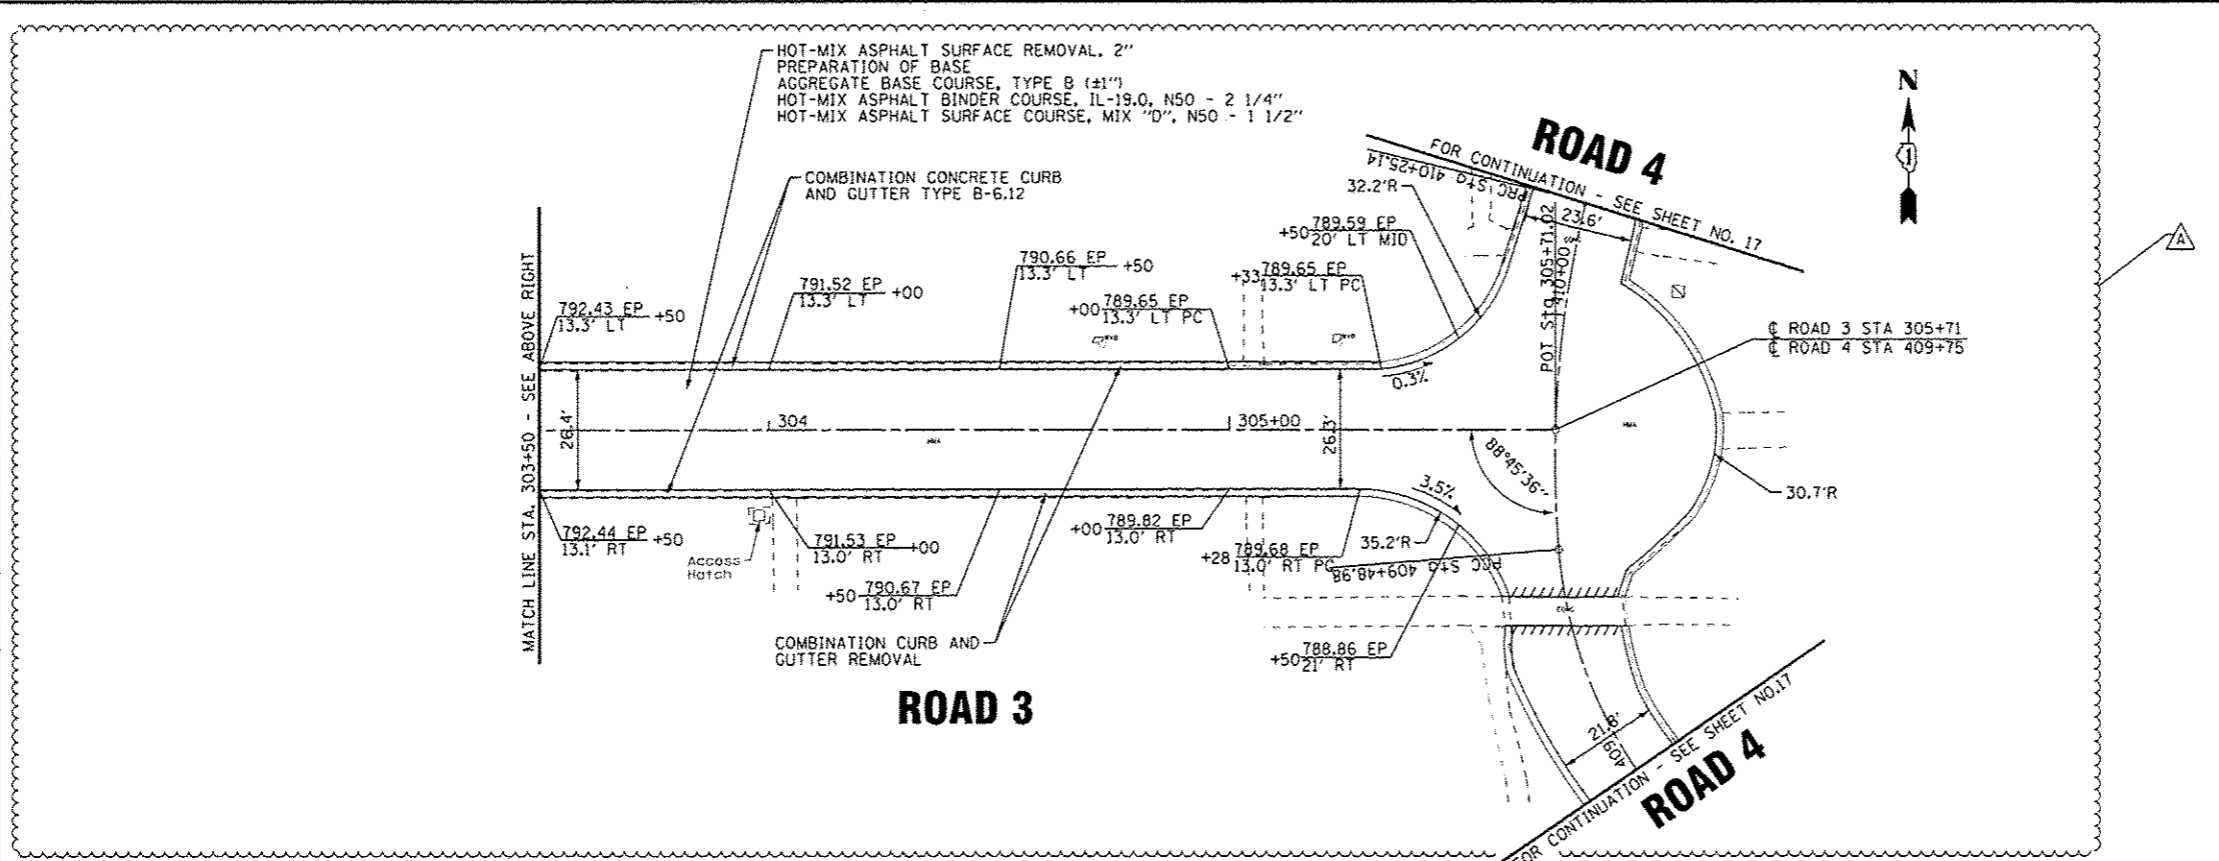 HOT-MIX ASPHALT SURFACE REMOVAL, 2"
PREPARATION OF BASE
AGGREGATE BASE COURSE, TYPE B (±1")
HOT-MIX ASPHALT BINDER COURSE, IL-19.0, N50 - 2 1/4"
HOT-MIX ASPHALT SURFACE COURSE, MIX "D", N50 - 1 1/2"
N
ROAD 4
FOR CONTINUATION - SEE SHEET NO. 17
PRC Sta 410+25.14
COMBINATION CONCRETE CURB
AND GUTTER TYPE B-6.12
32.2'R
23.6'
POT Sta 305+71.02
410+00
A
789.59 EP
+50
20' LT MID
790.66 EP
+50
13.3' LT
+33
789.65 EP
13.3' LT PC
791.52 EP
+00
13.3' LT
+00
789.65 EP
13.3' LT PC
792.43 EP
+50
13.3' LT
MATCH LINE STA. 303+50 - SEE ABOVE RIGHT
℄ ROAD 3 STA 305+71
℄ ROAD 4 STA 409+75
0.3%
26.4'
304
305+00
26.3'
HMA
HMA
88°45'36"
3.5%
30.7'R
792.44 EP
+50
13.1' RT
Access
Hatch
791.53 EP
+00
13.0' RT
+00
789.82 EP
13.0' RT
+28
789.68 EP
13.0' RT PC
35.2'R
PCC Sta 409+48.98
+50
790.67 EP
13.0' RT
CONC
COMBINATION CURB AND
GUTTER REMOVAL
+50
788.86 EP
21' RT
ROAD 3
21.8'
409
FOR CONTINUATION - SEE SHEET NO.17
ROAD 4